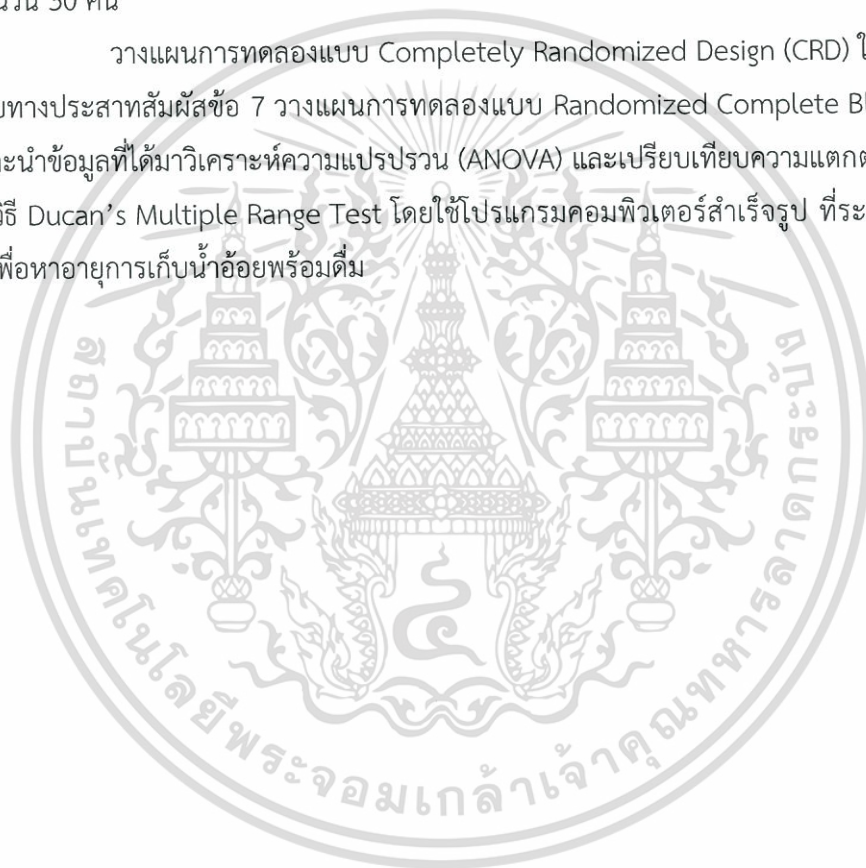 นวน 30 คน
วางแผนการทดลองแบบ Completely Randomized Design (CRD) ใ
บทางประสาทสัมผัสข้อ 7 วางแผนการทดลองแบบ Randomized Complete B
ละนำข้อมูลที่ได้มาวิเคราะห์ความแปรปรวน (ANOVA) และเปรียบเทียบความแตกต
วิธี Ducan's Multiple Range Test โดยใช้โปรแกรมคอมพิวเตอร์สำเร็จรูป ที่ระ
พื่อหาอายุการเก็บน้ำอ้อยพร้อมดื่ม
สถาบันเทคโนโลยีพระจอมเกล้าเจ้าคุณทหารลาดกระบัง